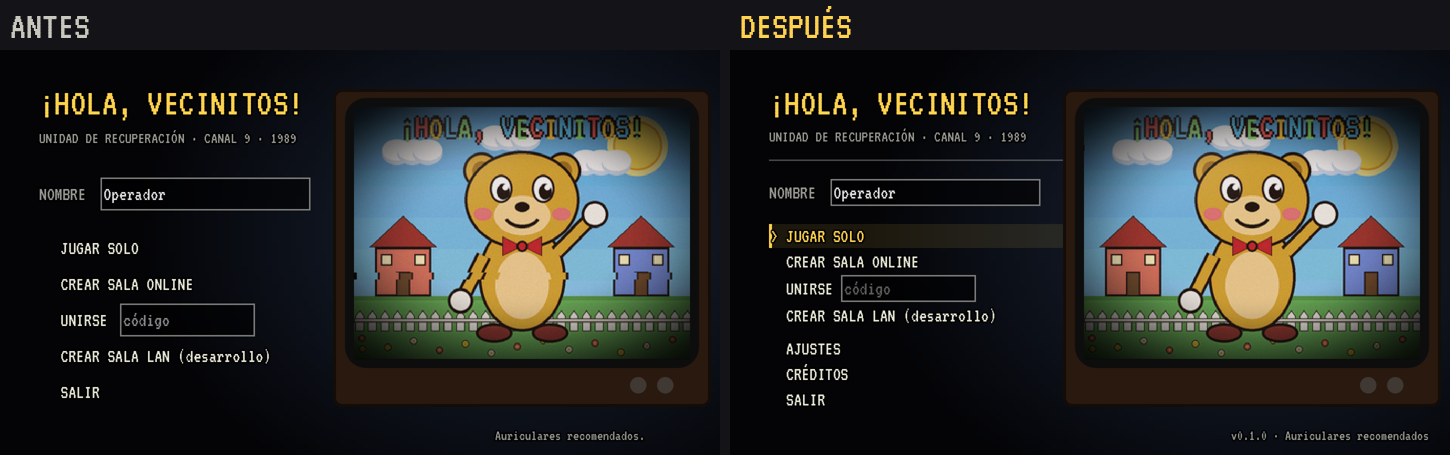 ANTES
¡HOLA, VECINITOS!
UNIDAD DE RECUPERACIÓN · CANAL 9 · 1989
NOMBRE Operador
JUGAR SOLO
CREAR SALA ONLINE
UNIRSE código
CREAR SALA LAN (desarrollo)
SALIR
¡HOLA, VECINITOS!
Auriculares recomendados.
DESPUÉS
¡HOLA, VECINITOS!
UNIDAD DE RECUPERACIÓN · CANAL 9 · 1989
NOMBRE Operador
JUGAR SOLO
CREAR SALA ONLINE
UNIRSE código
CREAR SALA LAN (desarrollo)
AJUSTES
CRÉDITOS
SALIR
¡HOLA, VECINITOS!
v0.1.0 · Auriculares recomendados